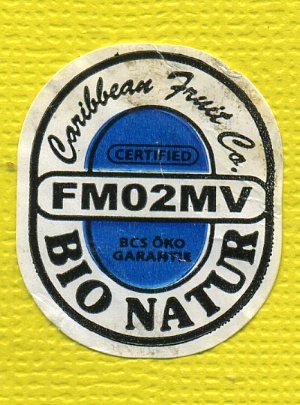 Caribbean Fruit Co.
CERTIFIED
FM02MV
BCS ÖKO
GARANTIE
BIO NATUR